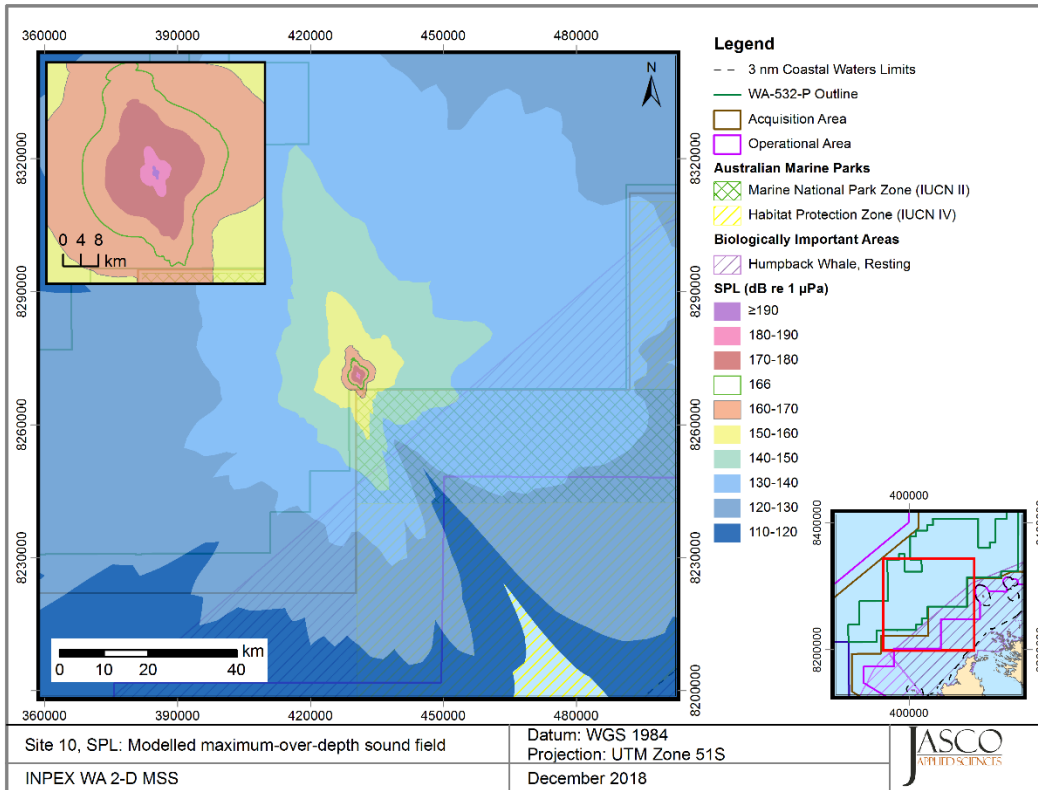 360000 390000 420000 450000 480000
N
0 4 8
km
8320000
8290000
8260000
8230000
8200000
8320000
8290000
8260000
8230000
8200000
km
0 10 20 40
360000 390000 420000 450000 480000
Legend
3 nm Coastal Waters Limits
WA-532-P Outline
Acquisition Area
Operational Area
Australian Marine Parks
Marine National Park Zone (IUCN II)
Habitat Protection Zone (IUCN IV)
Biologically Important Areas
Humpback Whale, Resting
SPL (dB re 1 µPa)
≥190
180-190
170-180
166
160-170
150-160
140-150
130-140
120-130
110-120
400000
8400000
8200000
400000
Site 10, SPL: Modelled maximum-over-depth sound field
INPEX WA 2-D MSS
Datum: WGS 1984
Projection: UTM Zone 51S
December 2018
JASCO
APPLIED SCIENCES